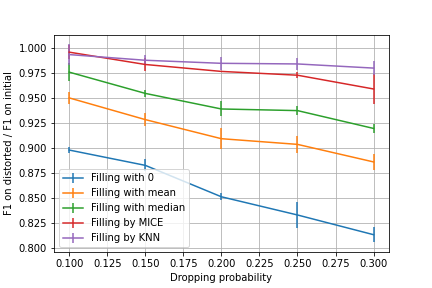 1.000
0.975
0.950
0.925
0.900
0.875
0.850
0.825
0.800
F1 on distorted / F1 on initial
Filling with 0
Filling with mean
Filling with median
Filling by MICE
Filling by KNN
0.100 0.125 0.150 0.175 0.200 0.225 0.250 0.275 0.300
Dropping probability